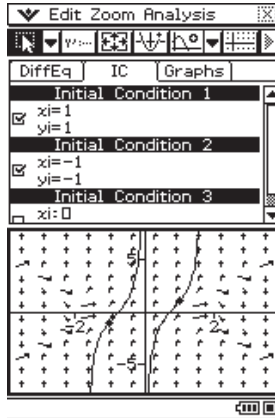 Edit Zoom Analysis
DiffEq IC Graphs
Initial Condition 1
xi=1
yi=1
Initial Condition 2
xi=-1
yi=-1
Initial Condition 3
xi:0
5
-2 2
-5